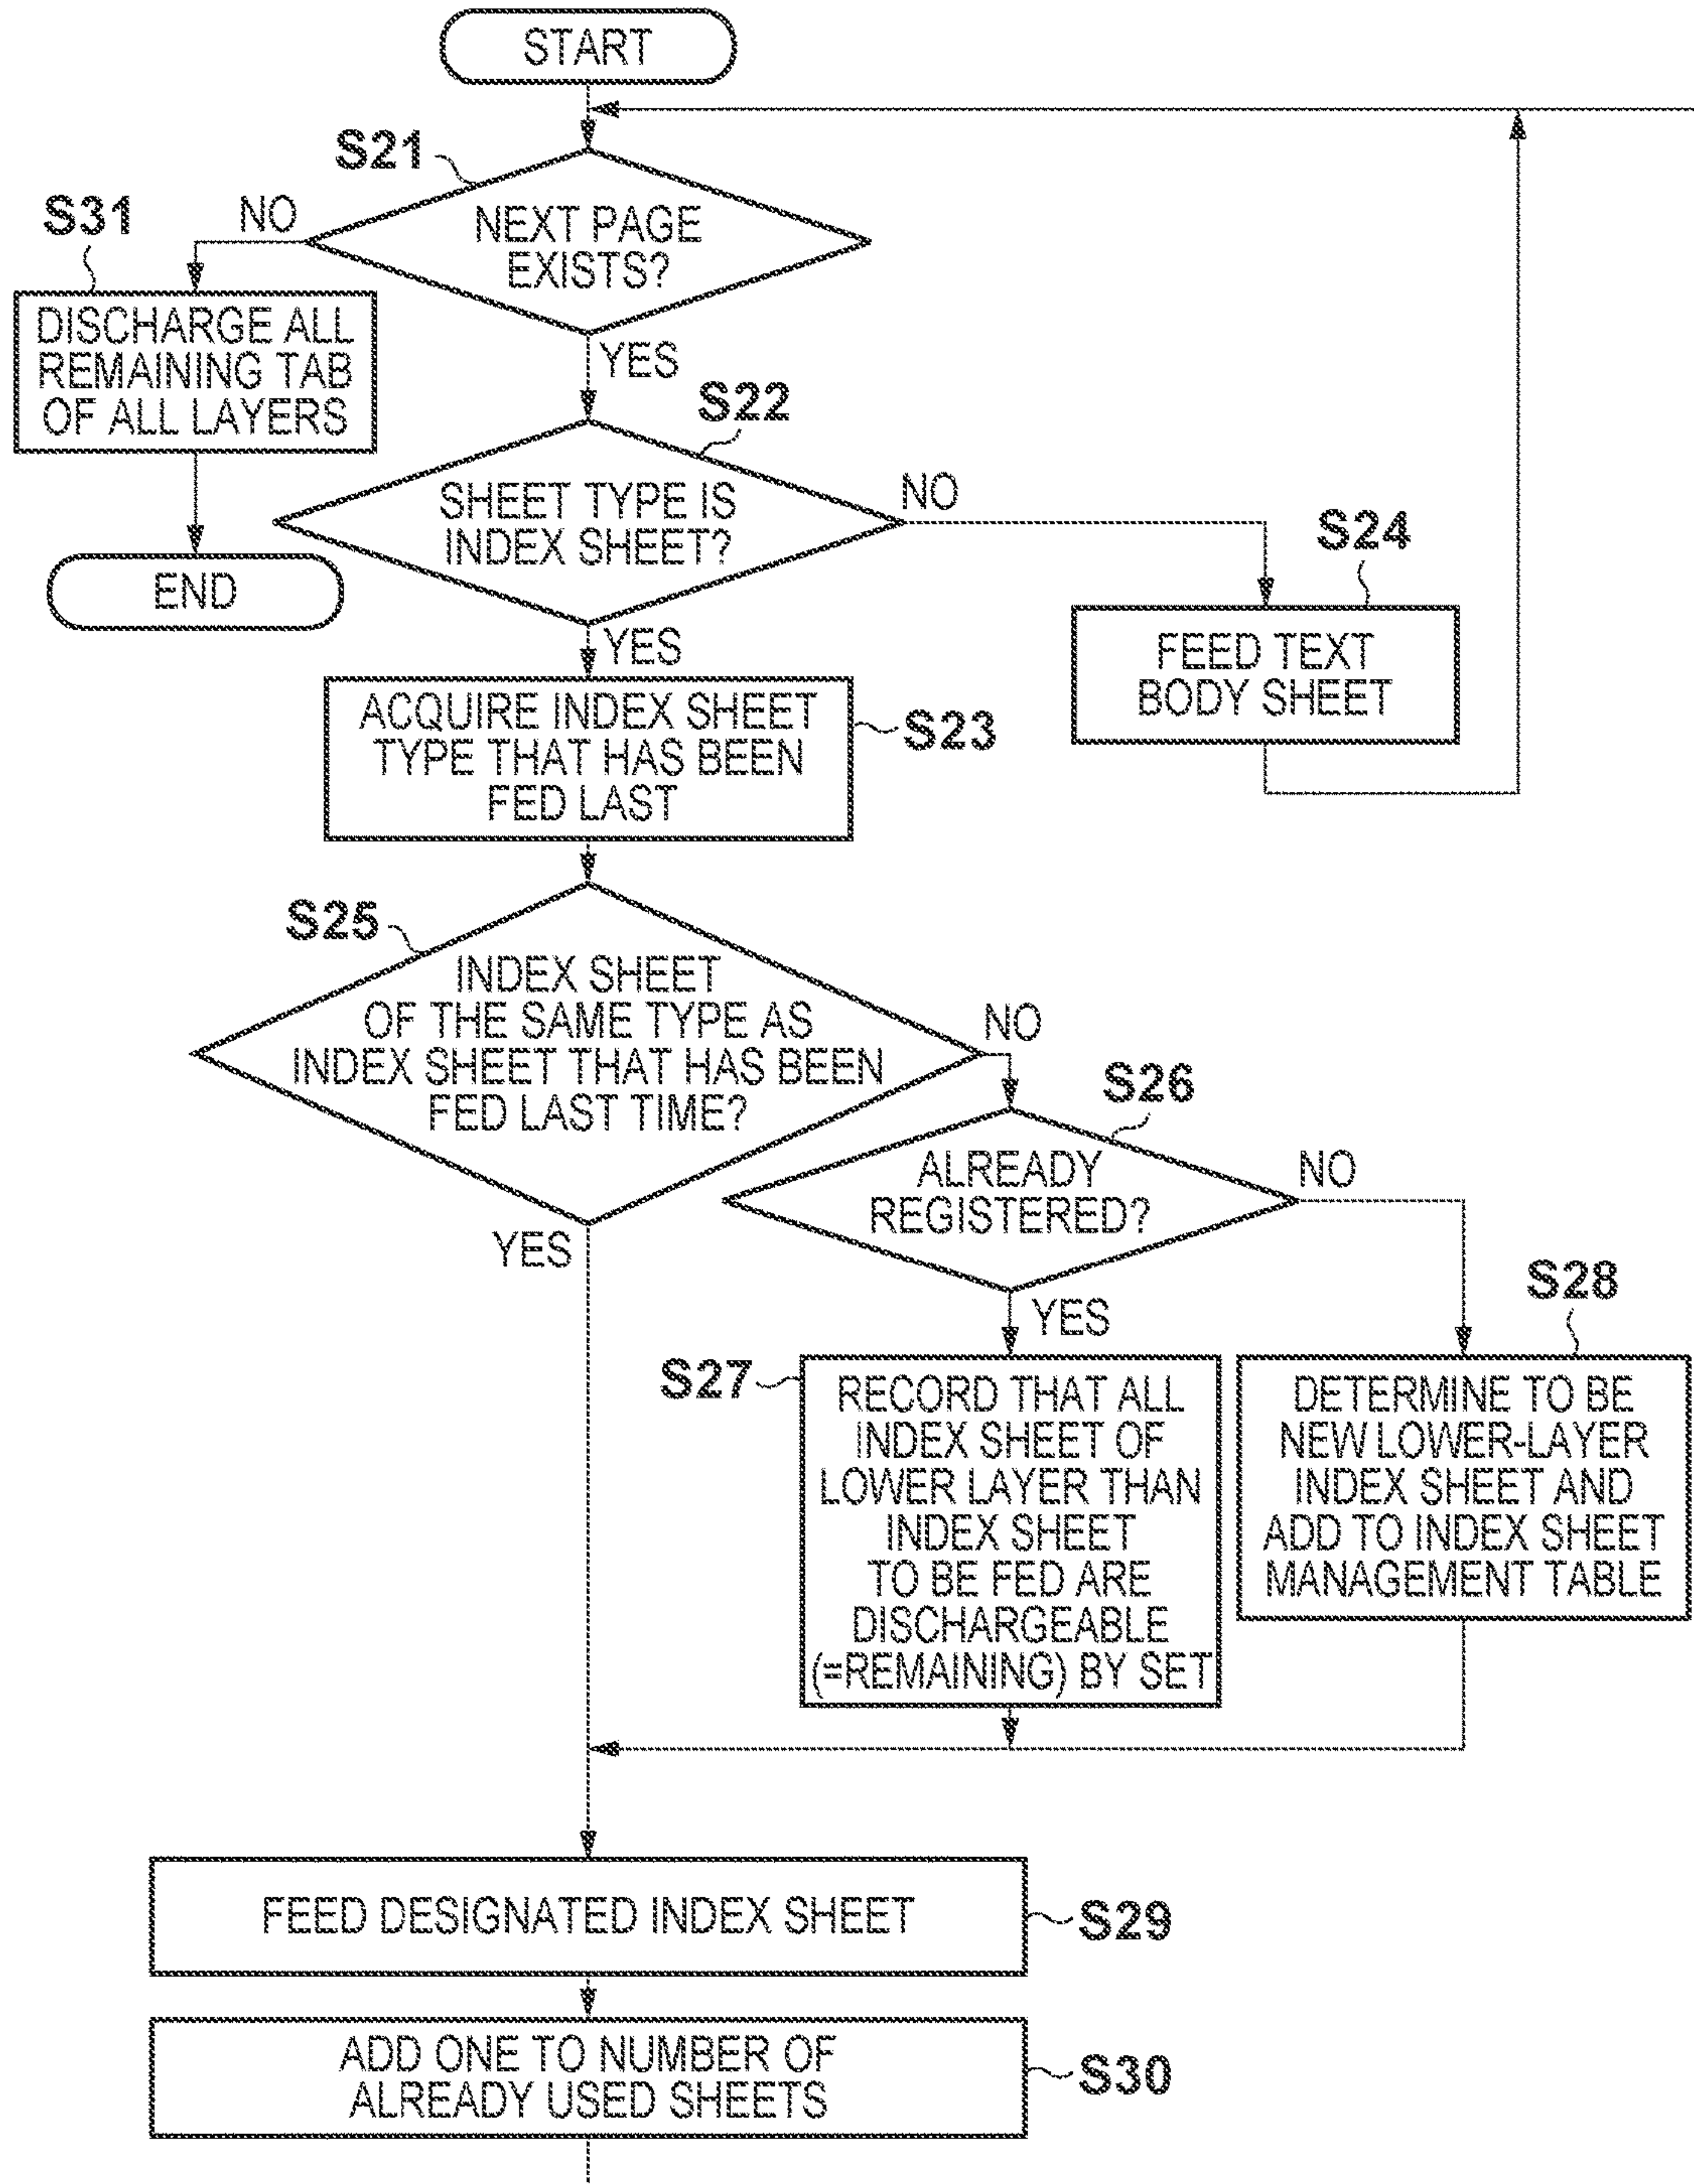 START
S21
NEXT PAGE
EXISTS?
NO
S31
DISCHARGE ALL
REMAINING TAB
OF ALL LAYERS
END
YES
S22
SHEET TYPE IS
INDEX SHEET?
NO
S24
FEED TEXT
BODY SHEET
YES
ACQUIRE INDEX SHEET
TYPE THAT HAS BEEN
FED LAST
S23
S25
INDEX SHEET
OF THE SAME TYPE AS
INDEX SHEET THAT HAS BEEN
FED LAST TIME?
NO
S26
ALREADY
REGISTERED?
NO
YES
YES
S27
RECORD THAT ALL
INDEX SHEET OF
LOWER LAYER THAN
INDEX SHEET
TO BE FED ARE
DISCHARGEABLE
(=REMAINING) BY SET
S28
DETERMINE TO BE
NEW LOWER-LAYER
INDEX SHEET AND
ADD TO INDEX SHEET
MANAGEMENT TABLE
FEED DESIGNATED INDEX SHEET
S29
ADD ONE TO NUMBER OF
ALREADY USED SHEETS
S30